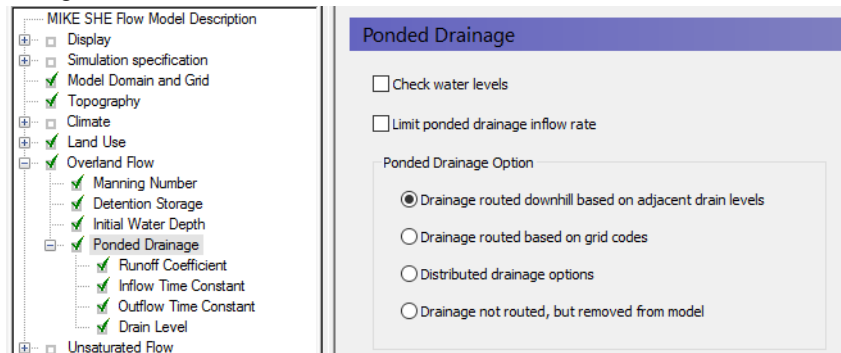 MIKE SHE Flow Model Description
Display
Simulation specification
Model Domain and Grid
Topography
Climate
Land Use
Overland Flow
Manning Number
Detention Storage
Initial Water Depth
Ponded Drainage
Runoff Coefficient
Inflow Time Constant
Outflow Time Constant
Drain Level
Unsaturated Flow
Ponded Drainage
Check water levels
Limit ponded drainage inflow rate
Ponded Drainage Option
Drainage routed downhill based on adjacent drain levels
Drainage routed based on grid codes
Distributed drainage options
Drainage not routed, but removed from model